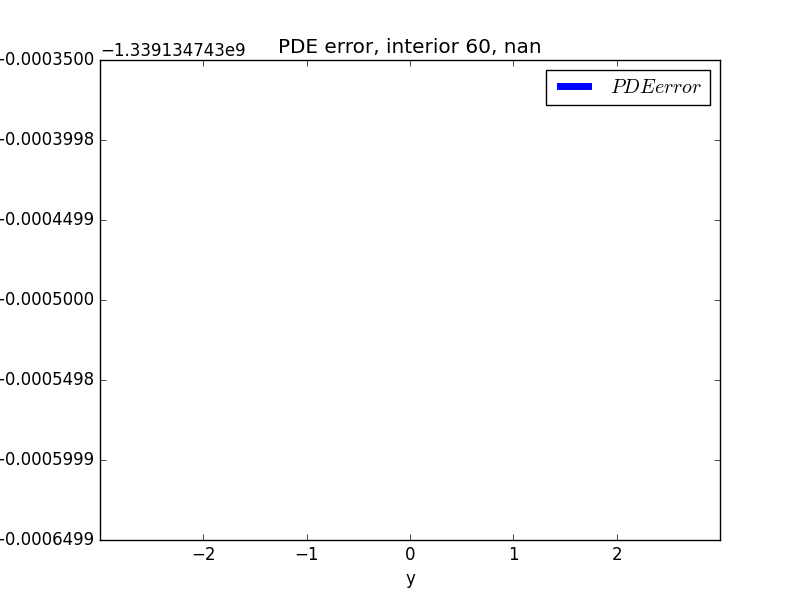 PDE error, interior 60, nan
−1.339134743e9
PDEerror
-0.0003500
-0.0003998
-0.0004499
-0.0005000
-0.0005498
-0.0005999
-0.0006499
−2 −1 0 1 2
y